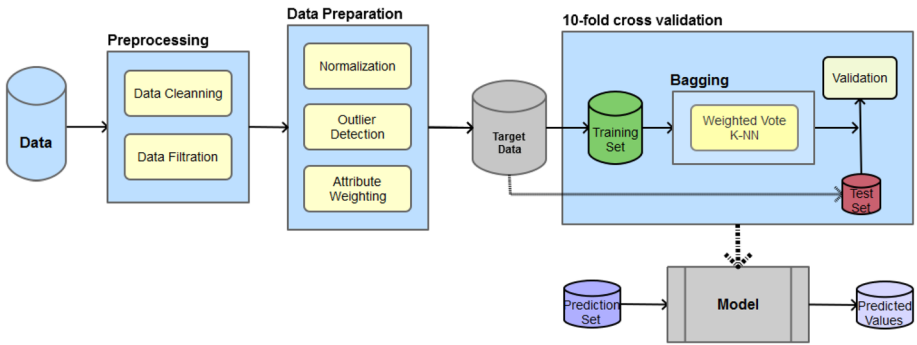 Data
Preprocessing
Data Cleanning
Data Filtration
Data Preparation
Normalization
Outlier
Detection
Attribute
Weighting
Target
Data
10-fold cross validation
Training
Set
Bagging
Weighted Vote
K-NN
Validation
Test
Set
Prediction
Set
Model
Predicted
Values